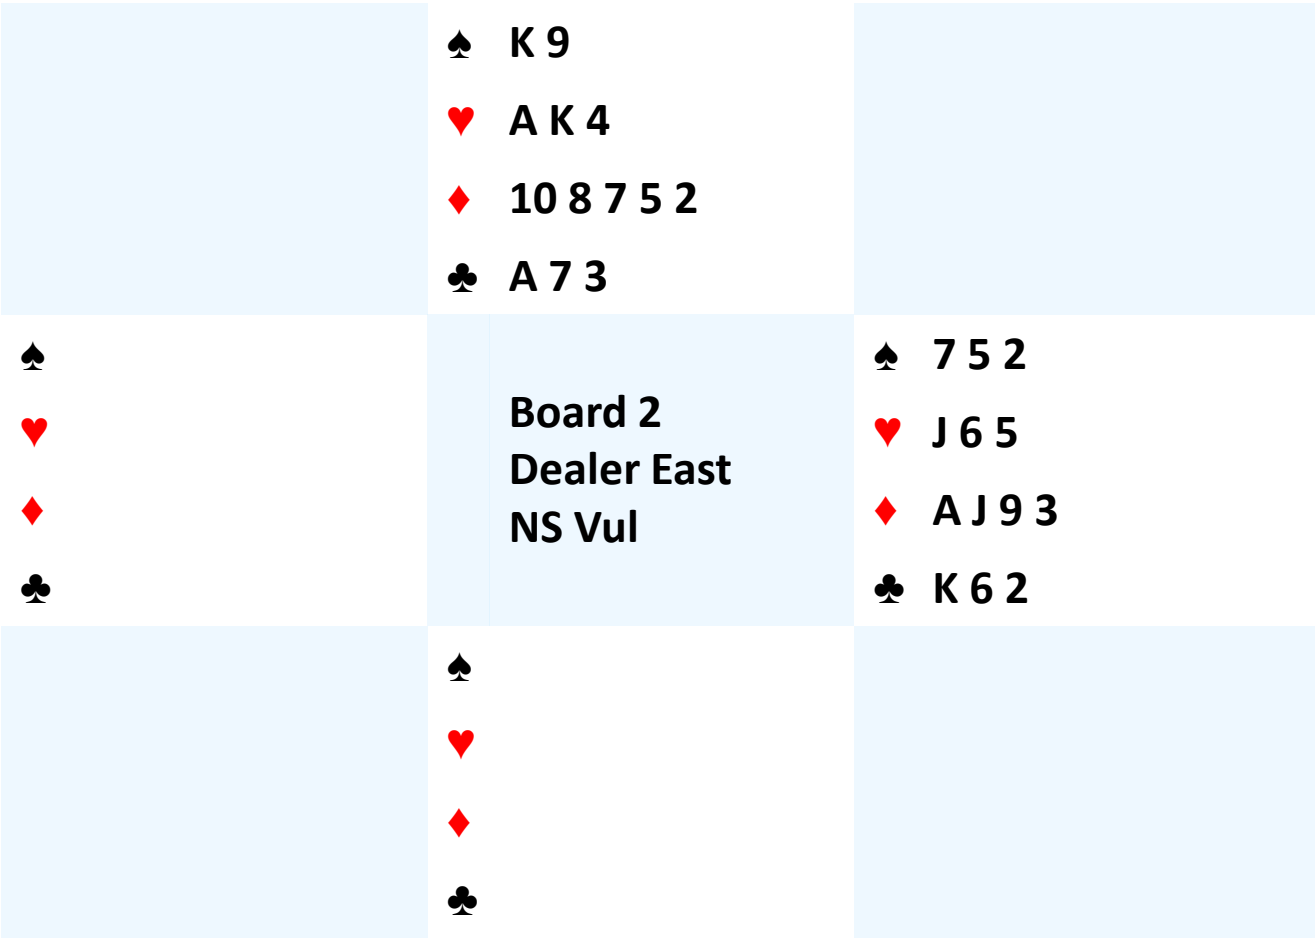 ♠ K 9
♥ A K 4
♦ 10 8 7 5 2
♣ A 7 3
♠
♥
♦
♣
Board 2
Dealer East
NS Vul
♠ 7 5 2
♥ J 6 5
♦ A J 9 3
♣ K 6 2
♠
♥
♦
♣